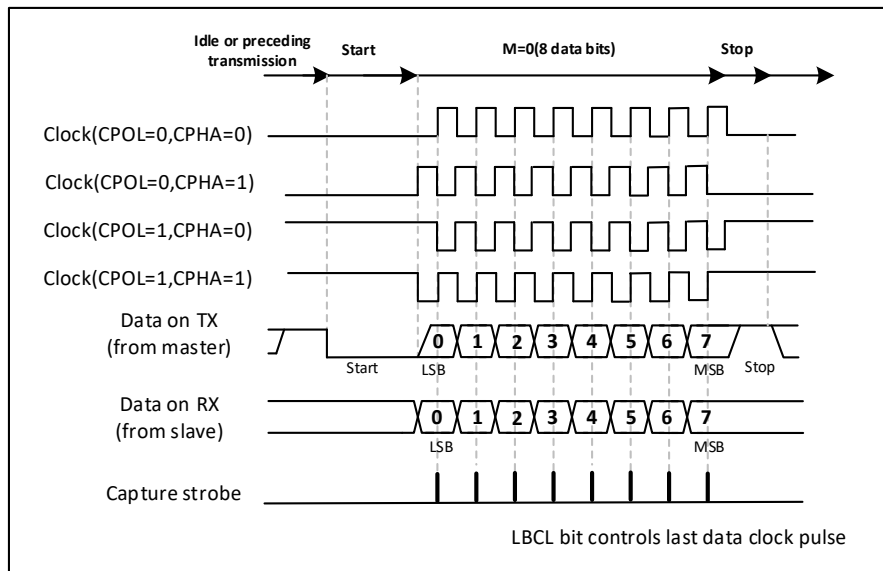 Idle or preceding
transmission
Start
M=0(8 data bits)
Stop
Clock(CPOL=0,CPHA=0)
Clock(CPOL=0,CPHA=1)
Clock(CPOL=1,CPHA=0)
Clock(CPOL=1,CPHA=1)
Data on TX
(from master)
0 1 2 3 4 5 6 7
Start
LSB
MSB
Stop
Data on RX
(from slave)
0 1 2 3 4 5 6 7
LSB
MSB
Capture strobe
LBCL bit controls last data clock pulse